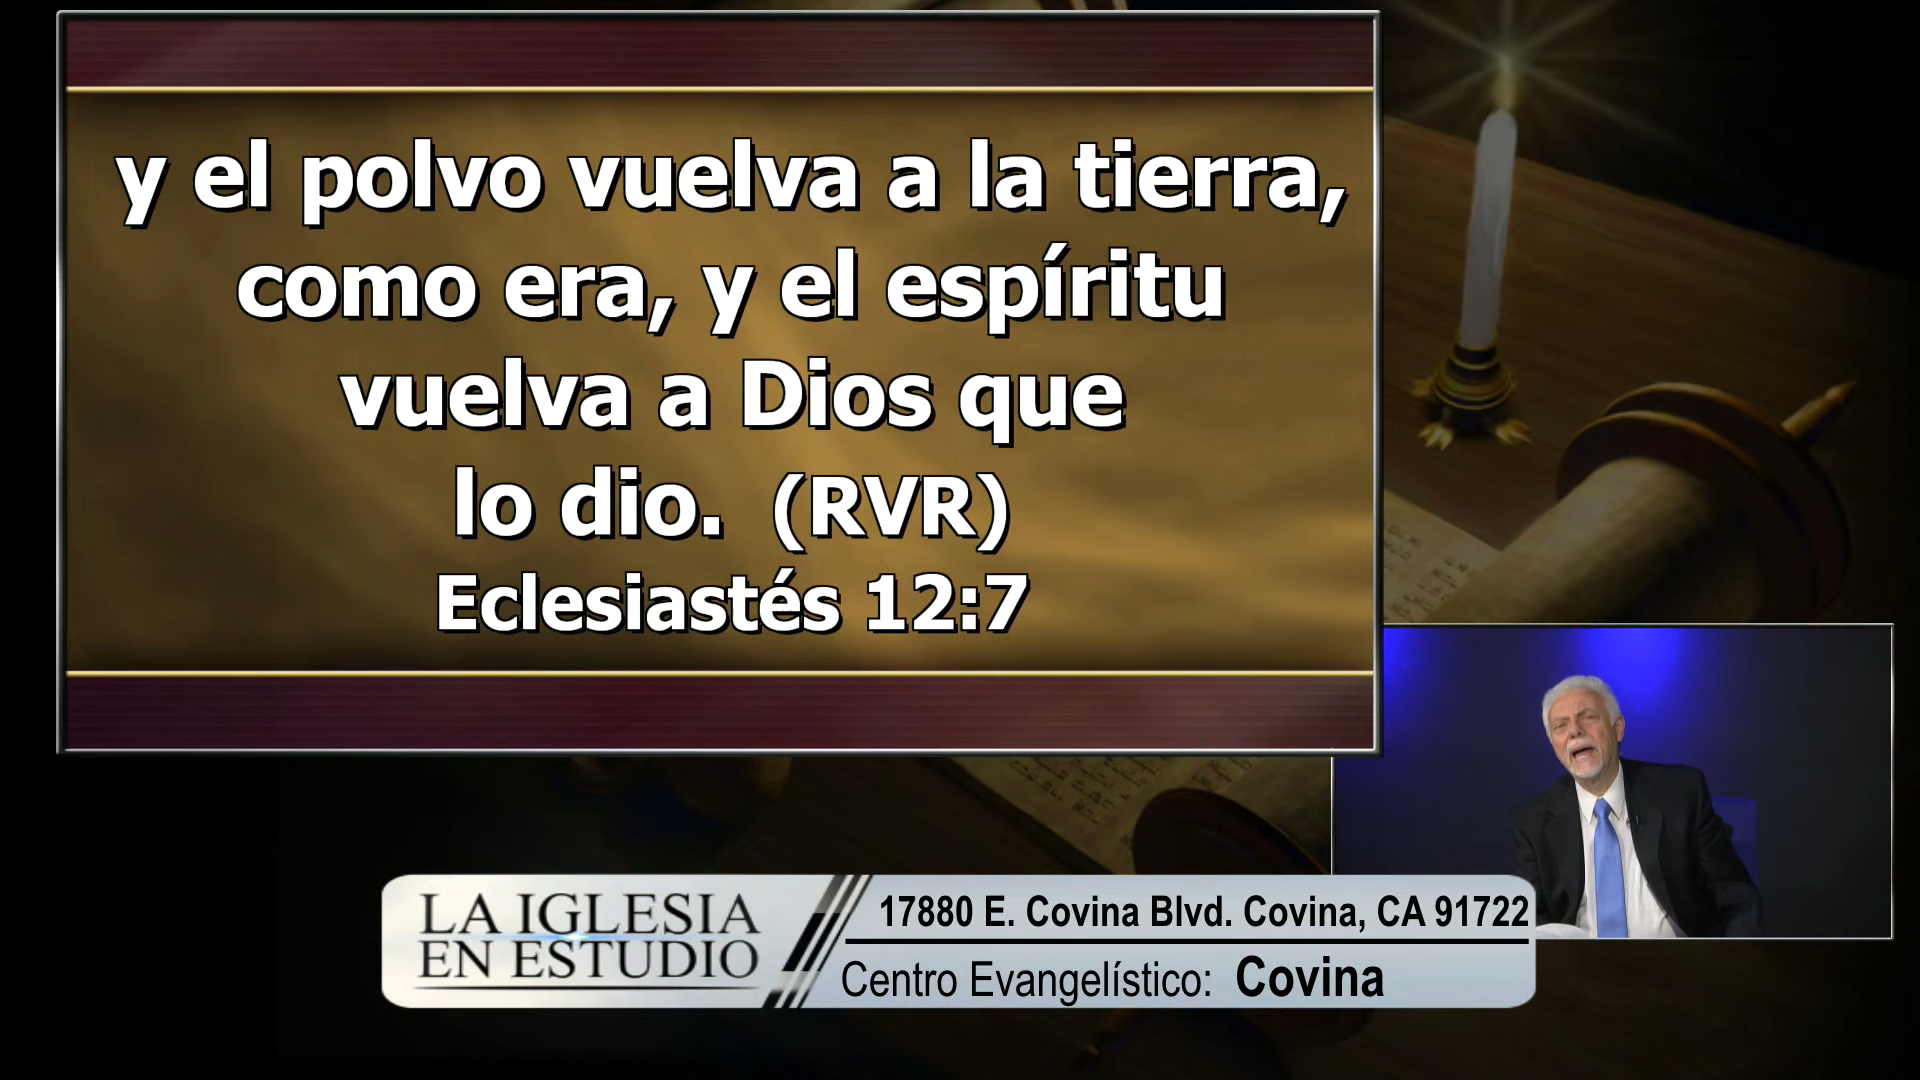 y el polvo vuelva a la tierra,
como era, y el espíritu
vuelva a Dios que
lo dio.  (RVR)
Eclesiastés 12:7
LA IGLESIA
EN ESTUDIO
17880 E. Covina Blvd. Covina, CA 91722
Centro Evangelístico:  Covina